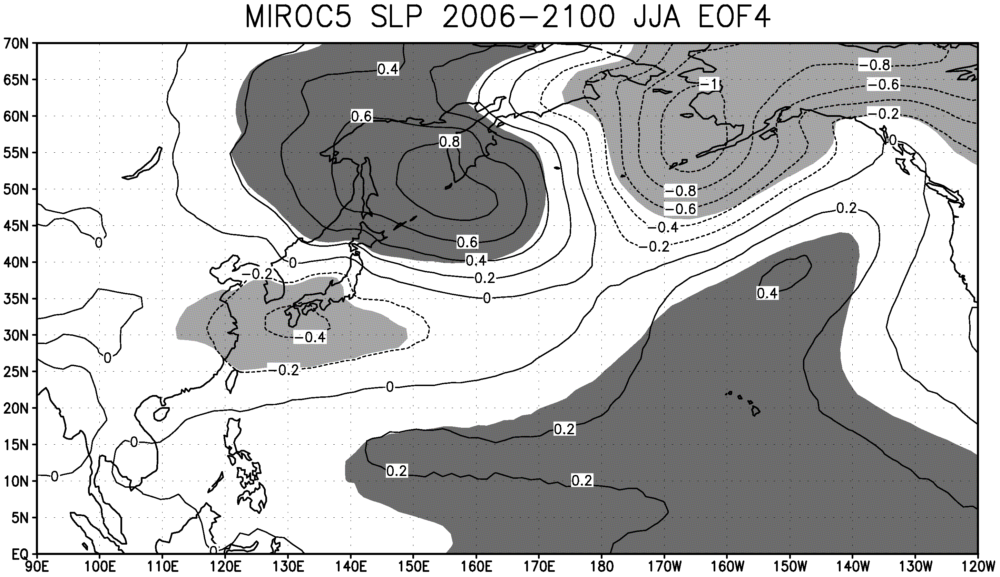 MIROC5 SLP 2006−2100 JJA EOF4
70N
65N
60N
55N
50N
45N
40N
35N
30N
25N
20N
15N
10N
5N
EQ
90E 100E 110E 120E 130E 140E 150E 160E 170E 180 170W 160W 150W 140W 130W 120W
0.4
−0.8
−1
−0.6
0.6
−0.2
0.8
0
−0.8
−0.6
0.2
−0.4
0
0.6
−0.2
0.4
0
−0.2
0.2
0.4
0
−0.4
0
−0.2
0
0.2
0
0.2
0
0.2
0